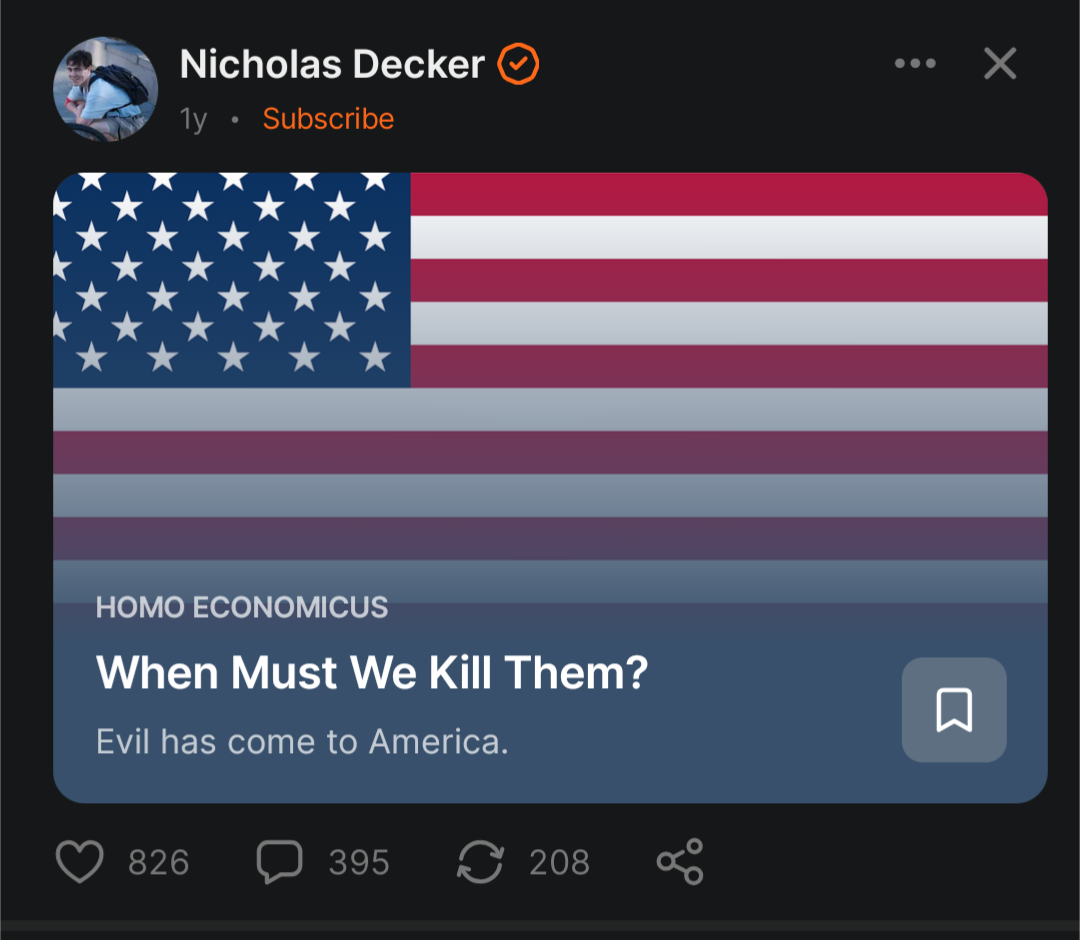 Nicholas Decker
1y • Subscribe
HOMO ECONOMICUS
When Must We Kill Them?
Evil has come to America.
826 395 208